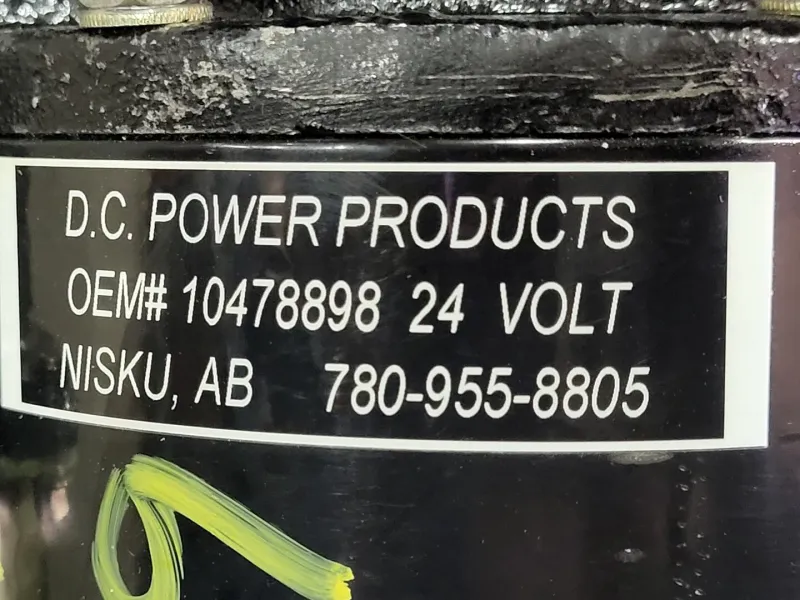 D.C. POWER PRODUCTS
OEM# 10478898 24 VOLT
NISKU, AB 780-955-8805